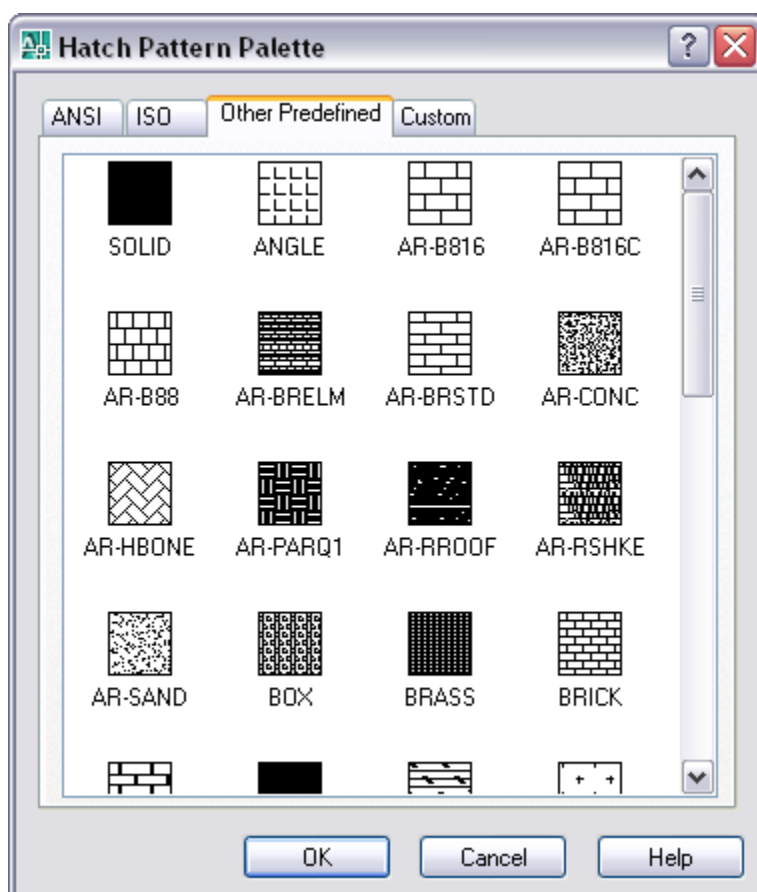 Hatch Pattern Palette
ANSI ISO Other Predefined Custom
SOLID ANGLE AR-B816 AR-B816C
AR-B88 AR-BRELM AR-BRSTD AR-CONC
AR-HBONE AR-PARQ1 AR-RROOF AR-RSHKE
AR-SAND BOX BRASS BRICK
OK Cancel Help